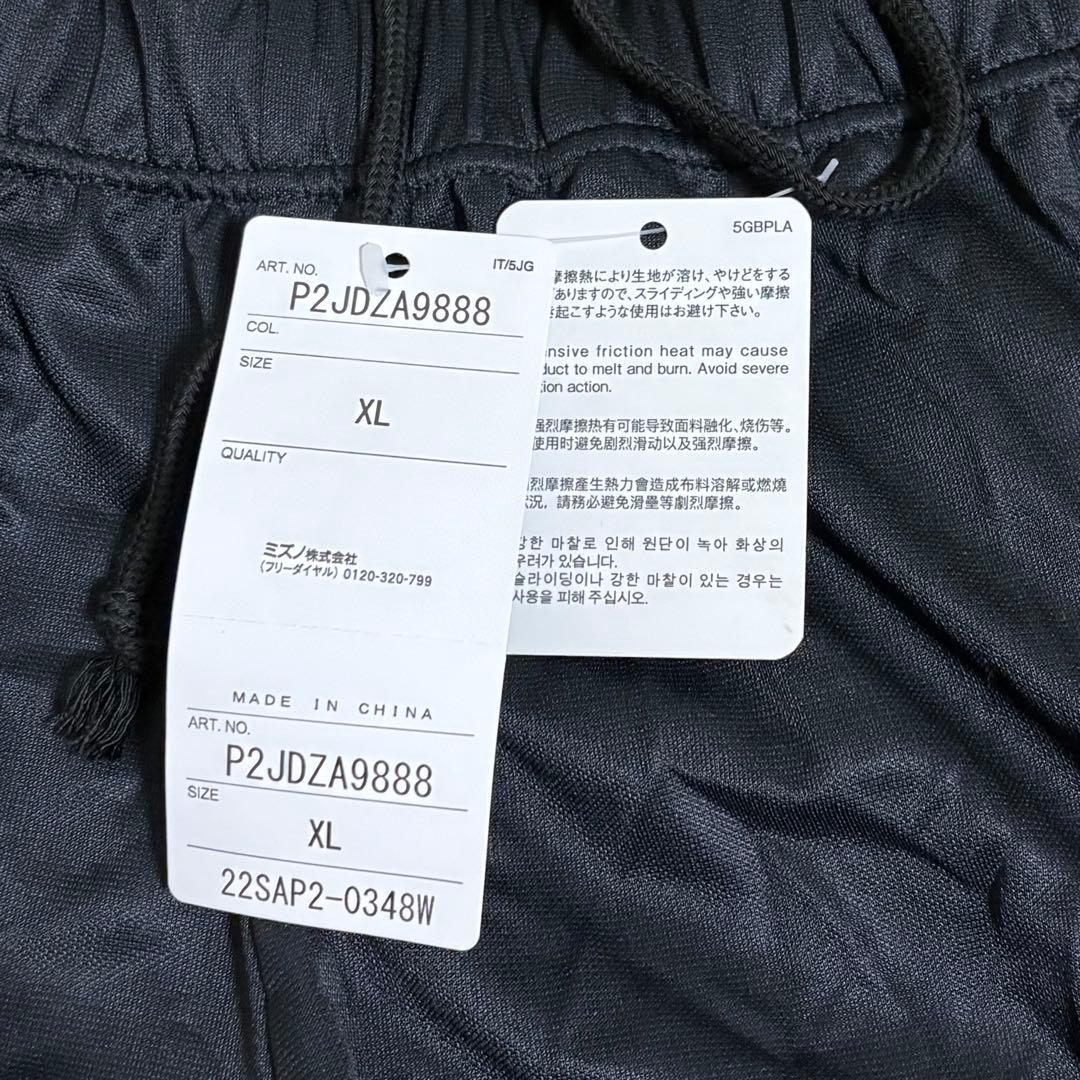 ART. NO.
IT/5JG
P2JDZA9888
COL.
SIZE
XL
QUALITY
ミズノ株式会社
(フリーダイヤル) 0120-320-799
MADE IN CHINA
ART. NO.
P2JDZA9888
SIZE
XL
22SAP2-0348W
5GBPLA
摩擦熱により生地が溶け、やけどをする
ありますので、スライディングや強い摩擦
起こすような使用はお避け下さい。
friction heat may cause
to melt and burn. Avoid severe
action.
强烈摩擦热有可能导致面料融化、烧伤等。
使用时避免剧烈滑动以及强烈摩擦。
烈摩擦產生熱力會造成布料溶解或燃燒
況，請務必避免滑壘等劇烈摩擦。
강한 마찰로 인해 원단이 녹아 화상의
우려가 있습니다.
슬라이딩이나 강한 마찰이 있는 경우는
사용을 피해 주십시오.